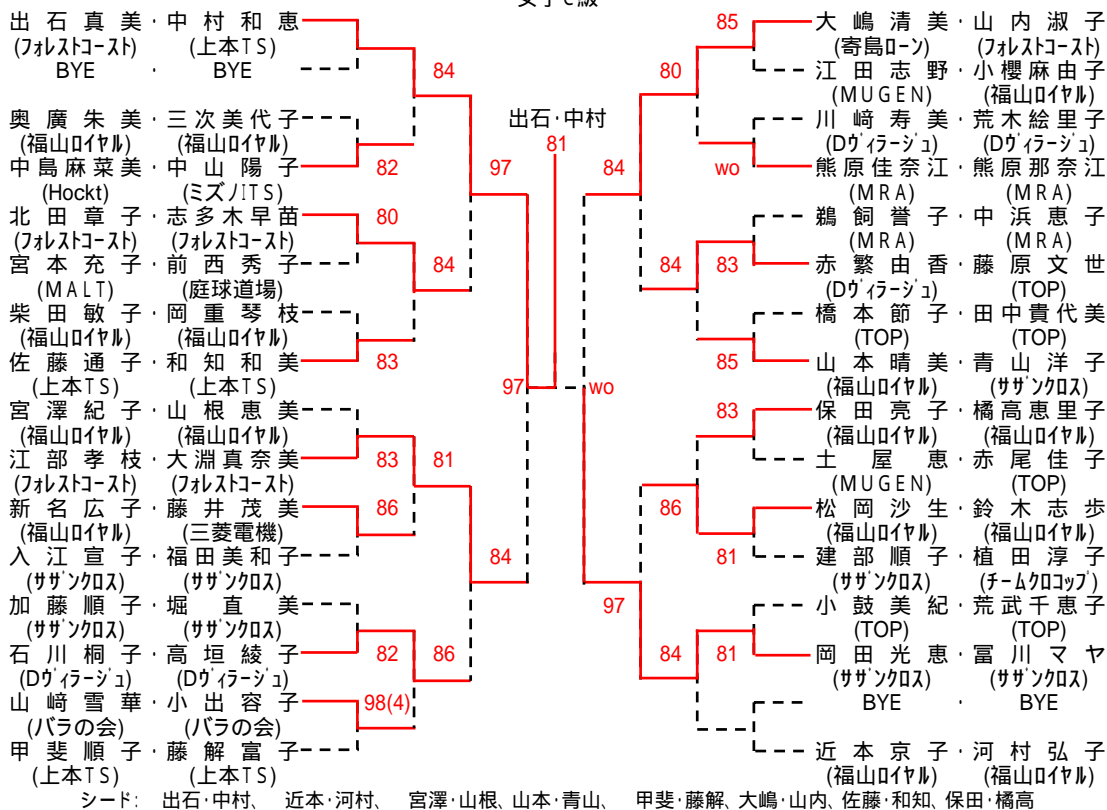 女子C級
出石真美・中村和恵
(フォレストコースト) (上本TS)
BYE ・ BYE
奥廣朱美・三次美代子
(福山ロイヤル) (福山ロイヤル)
中島麻菜美・中山陽子
(Hockt) (ミズノITS)
北田章子・志多木早苗
(フォレストコースト) (フォレストコースト)
宮本充子・前西秀子
(MALT) (庭球道場)
柴田敏子・岡重琴枝
(福山ロイヤル) (福山ロイヤル)
佐藤通子・和知和美
(上本TS) (上本TS)
宮澤紀子・山根恵美
(福山ロイヤル) (福山ロイヤル)
江部孝枝・大淵真奈美
(フォレストコースト) (フォレストコースト)
新名広子・藤井茂美
(福山ロイヤル) (三菱電機)
入江宣子・福田美和子
(サザンクロス) (サザンクロス)
加藤順子・堀直美
(サザンクロス) (サザンクロス)
石川桐子・高垣綾子
(Dヴィラージュ) (Dヴィラージュ)
山﨑雪華・小出容子
(バラの会) (バラの会)
甲斐順子・藤解富子
(上本TS) (上本TS)
84
82
80
84
83
97
83
81
86
84
82
86
98(4)
97
出石・中村
81
wo
85
80
wo
84
84
83
85
83
86
81
97
84
81
大嶋清美・山内淑子
(寄島ローン) (フォレストコースト)
江田志野・小櫻麻由子
(MUGEN) (福山ロイヤル)
川﨑寿美・荒木絵里子
(Dヴィラージュ) (Dヴィラージュ)
熊原佳奈江・熊原那奈江
(MRA) (MRA)
鵜飼誉子・中浜恵子
(MRA) (MRA)
赤繁由香・藤原文世
(Dヴィラージュ) (TOP)
橋本節子・田中貴代美
(TOP) (TOP)
山本晴美・青山洋子
(福山ロイヤル) (サザンクロス)
保田亮子・橘高恵里子
(福山ロイヤル) (福山ロイヤル)
土屋恵・赤尾佳子
(MUGEN) (TOP)
松岡沙生・鈴木志歩
(福山ロイヤル) (福山ロイヤル)
建部順子・植田淳子
(サザンクロス) (チームクロコップ)
小鼓美紀・荒武千恵子
(TOP) (TOP)
岡田光恵・冨川マヤ
(サザンクロス) (サザンクロス)
BYE ・ BYE
近本京子・河村弘子
(福山ロイヤル) (福山ロイヤル)
シード: 出石・中村、 近本・河村、 宮澤・山根、山本・青山、 甲斐・藤解、大嶋・山内、佐藤・和知、保田・橘高